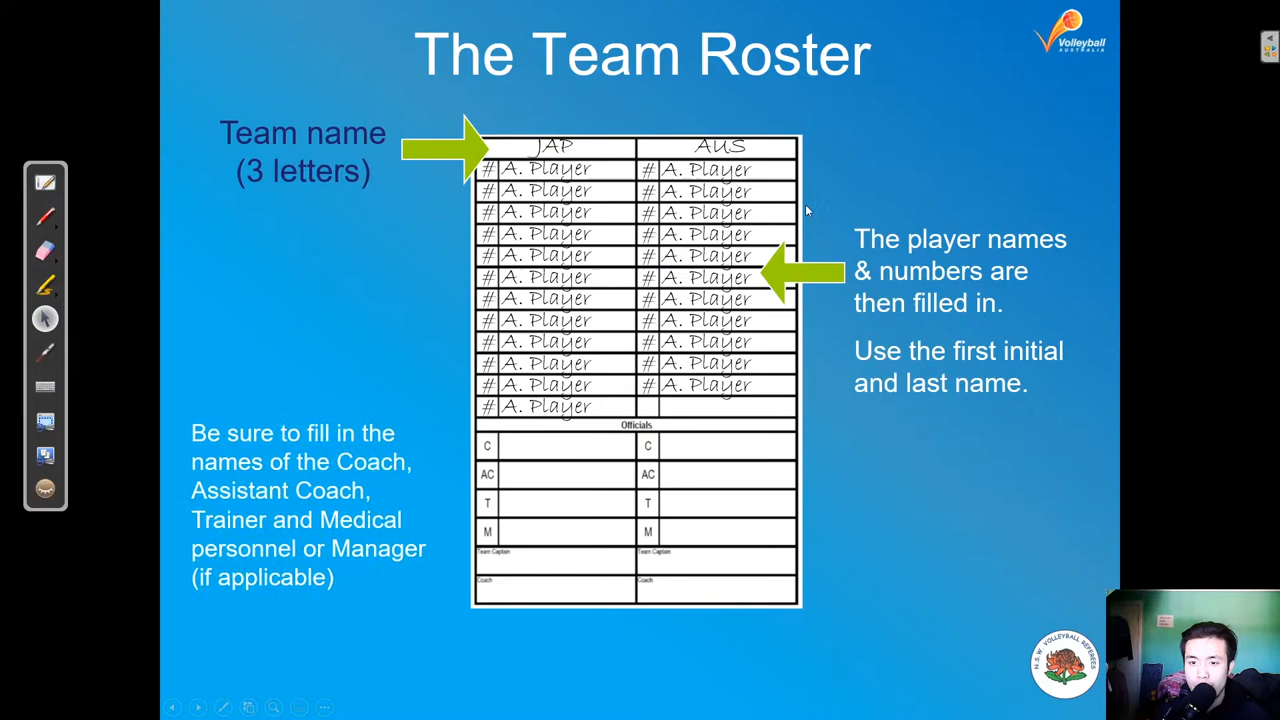 The Team Roster
Volleyball
AUSTRALIA
Team name
(3 letters)
JAP AUS
# A. Player # A. Player
# A. Player # A. Player
# A. Player # A. Player
# A. Player # A. Player
# A. Player # A. Player
# A. Player # A. Player
# A. Player # A. Player
# A. Player # A. Player
# A. Player # A. Player
# A. Player # A. Player
# A. Player # A. Player
# A. Player
Officials
C C
AC AC
T T
M M
Team Captain Team Captain
Coach Coach
The player names
& numbers are
then filled in.
Use the first initial
and last name.
Be sure to fill in the
names of the Coach,
Assistant Coach,
Trainer and Medical
personnel or Manager
(if applicable)
N.S.W. VOLLEYBALL REFEREES